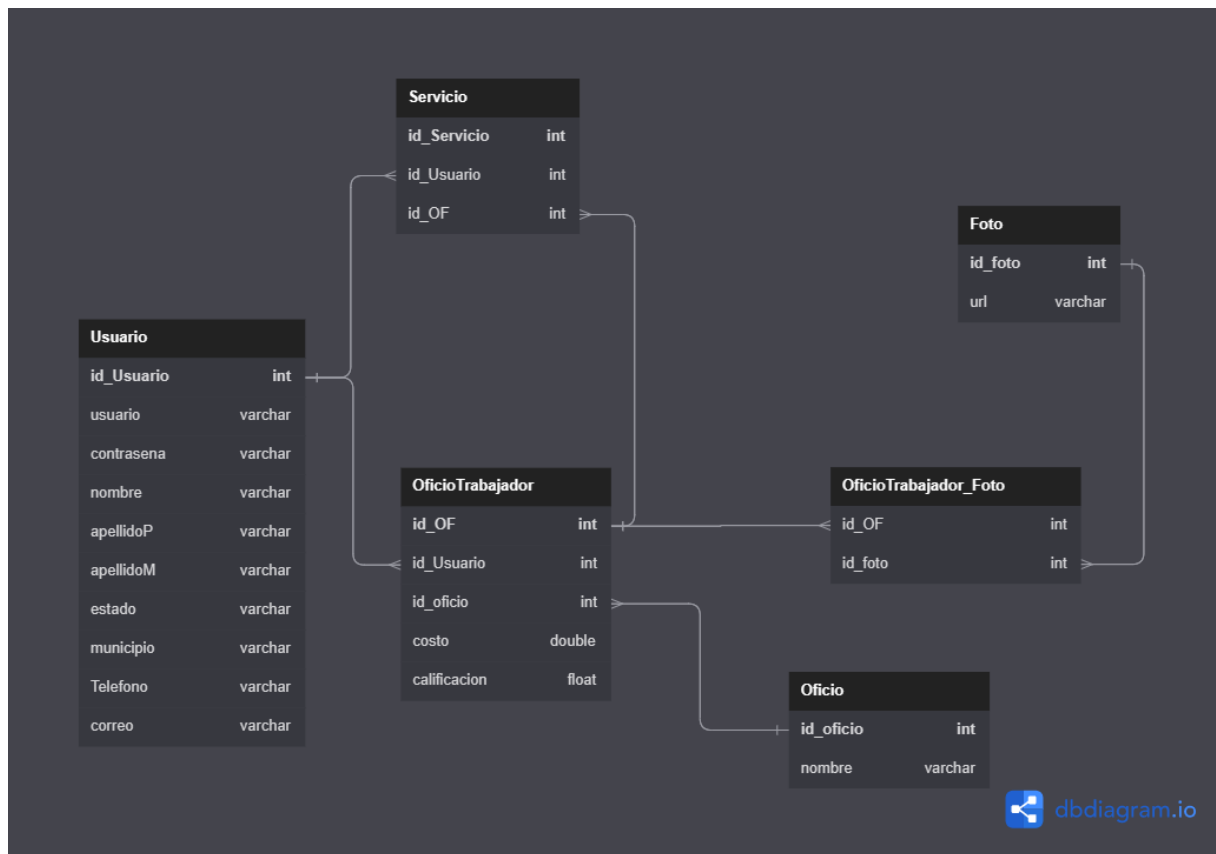 Servicio
id_Servicio int
id_Usuario int
id_OF int
Foto
id_foto int
url varchar
Usuario
id_Usuario int
usuario varchar
contrasena varchar
nombre varchar
apellidoP varchar
apellidoM varchar
estado varchar
municipio varchar
Telefono varchar
correo varchar
OficioTrabajador
id_OF int
id_Usuario int
id_oficio int
costo double
calificacion float
OficioTrabajador_Foto
id_OF int
id_foto int
Oficio
id_oficio int
nombre varchar
dbdiagram.io